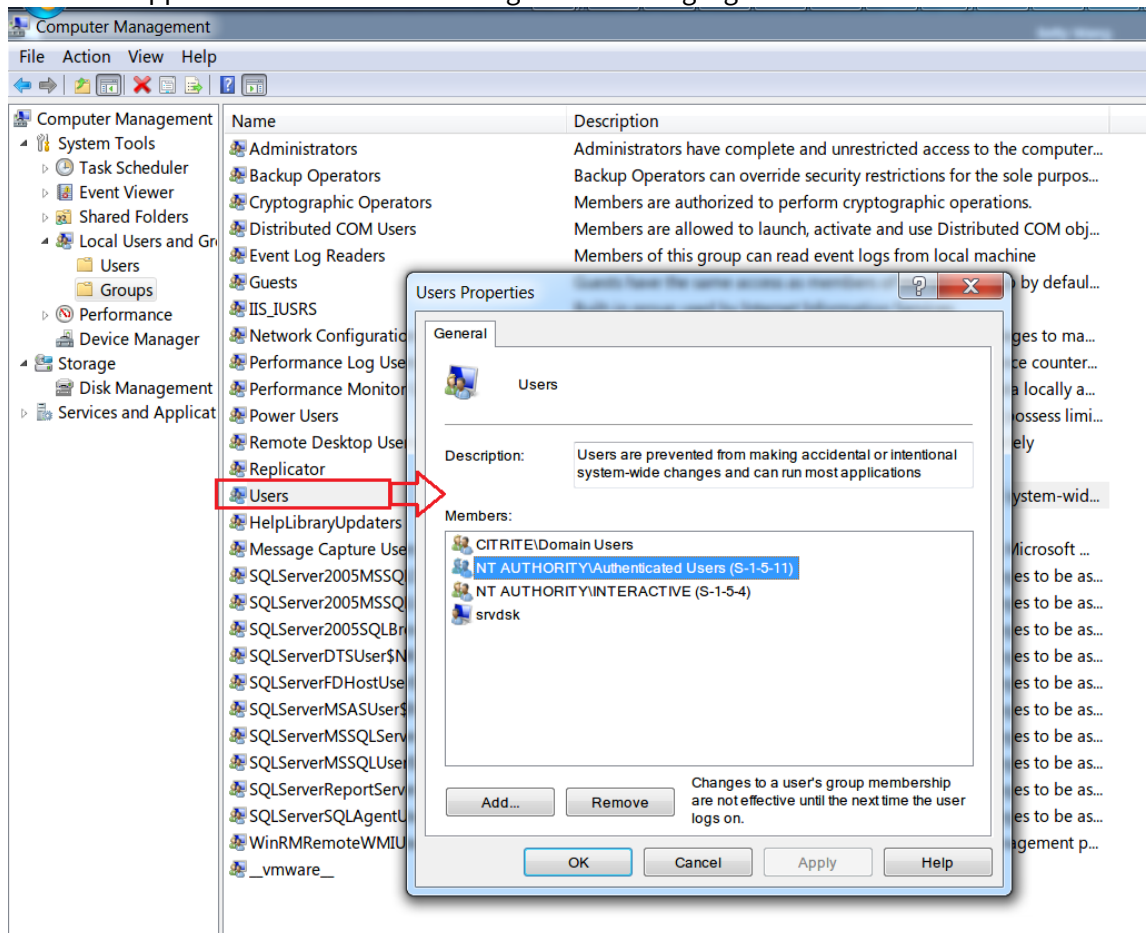 Computer Management
File Action View Help
Computer Management
System Tools
Task Scheduler
Event Viewer
Shared Folders
Local Users and Gr
Users
Groups
Performance
Device Manager
Storage
Disk Management
Services and Applicat
Name Description
Administrators Administrators have complete and unrestricted access to the computer...
Backup Operators Backup Operators can override security restrictions for the sole purpos...
Cryptographic Operators Members are authorized to perform cryptographic operations.
Distributed COM Users Members are allowed to launch, activate and use Distributed COM obj...
Event Log Readers Members of this group can read event logs from local machine
Guests by defaul...
IIS_IUSRS
Network Configuratio ges to ma...
Performance Log Use ce counter...
Performance Monitor a locally a...
Power Users possess limi...
Remote Desktop Use ely
Replicator
Users ystem-wid...
HelpLibraryUpdaters
Message Capture Use Microsoft ...
SQLServer2005MSSQ es to be as...
SQLServer2005MSSQ es to be as...
SQLServer2005SQLBr es to be as...
SQLServerDTSUser$N es to be as...
SQLServerFDHostUse es to be as...
SQLServerMSASUser$ es to be as...
SQLServerMSSQLServ es to be as...
SQLServerMSSQLUser es to be as...
SQLServerReportServ es to be as...
SQLServerSQLAgentU es to be as...
WinRMRemoteWMIU agement p...
__vmware__
Users Properties
General
Users
Description: Users are prevented from making accidental or intentional
system-wide changes and can run most applications
Members:
CITRITE\Domain Users
NT AUTHORITY\Authenticated Users (S-1-5-11)
NT AUTHORITY\INTERACTIVE (S-1-5-4)
srvdsk
Add... Remove
Changes to a user's group membership
are not effective until the next time the user
logs on.
OK Cancel Apply Help